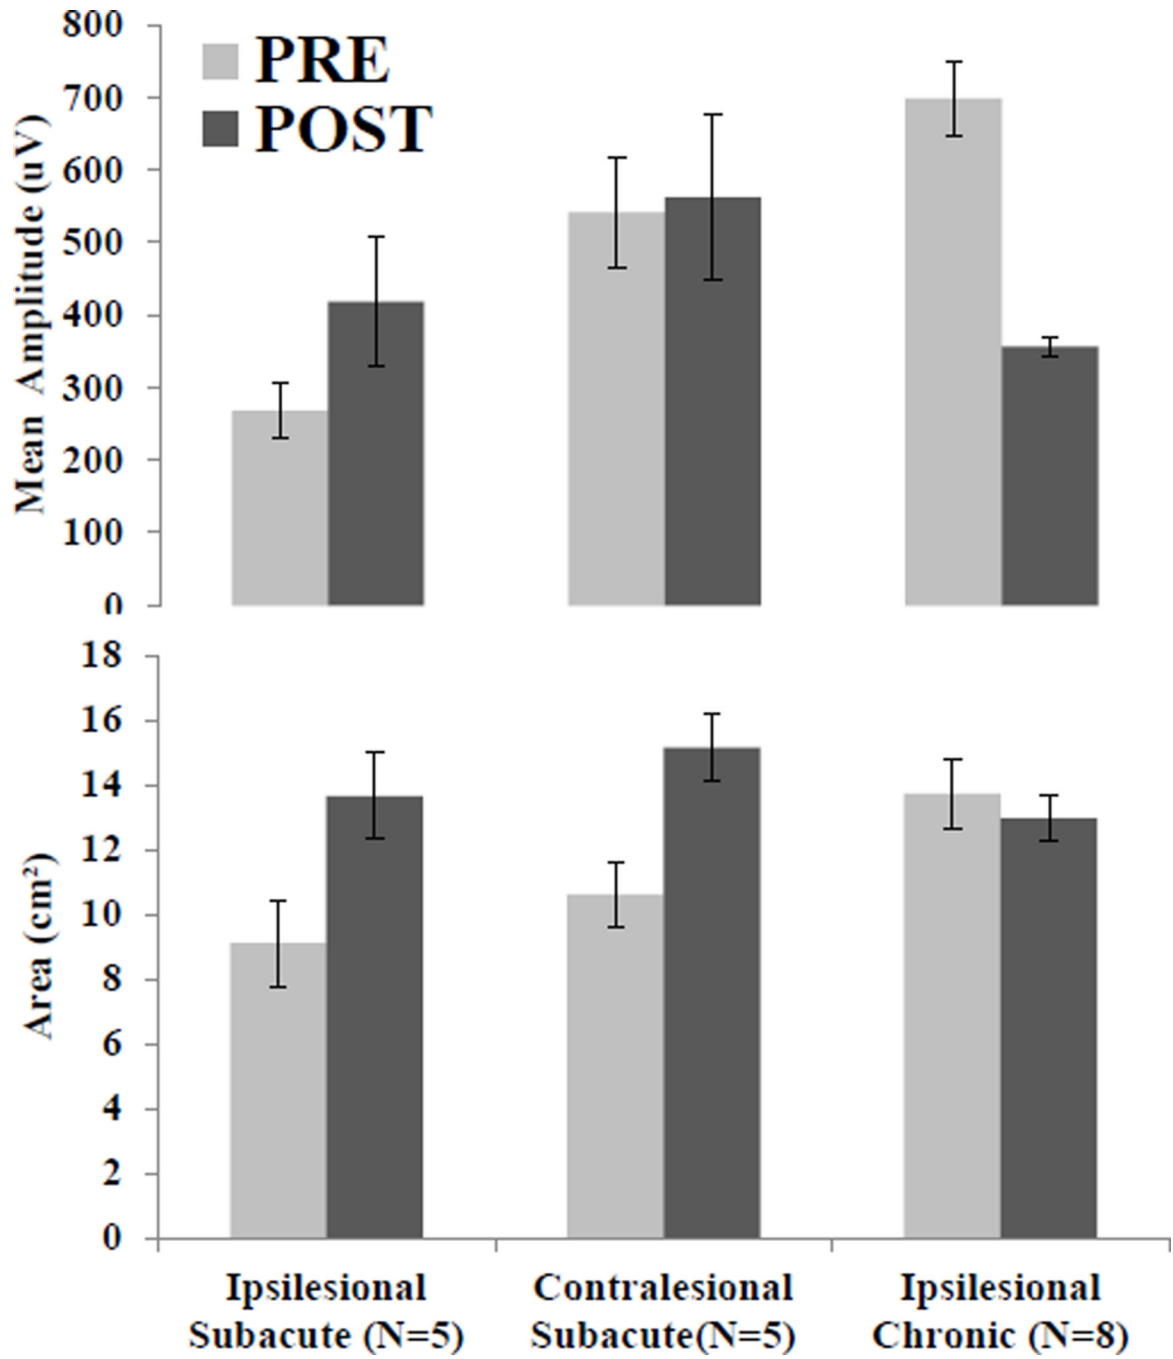 800
700
600
500
400
300
200
100
0
Mean Amplitude (uV)
PRE
POST
18
16
14
12
10
8
6
4
2
0
Area (cm²)
Ipsilesional
Subacute (N=5)
Contralesional
Subacute(N=5)
Ipsilesional
Chronic (N=8)